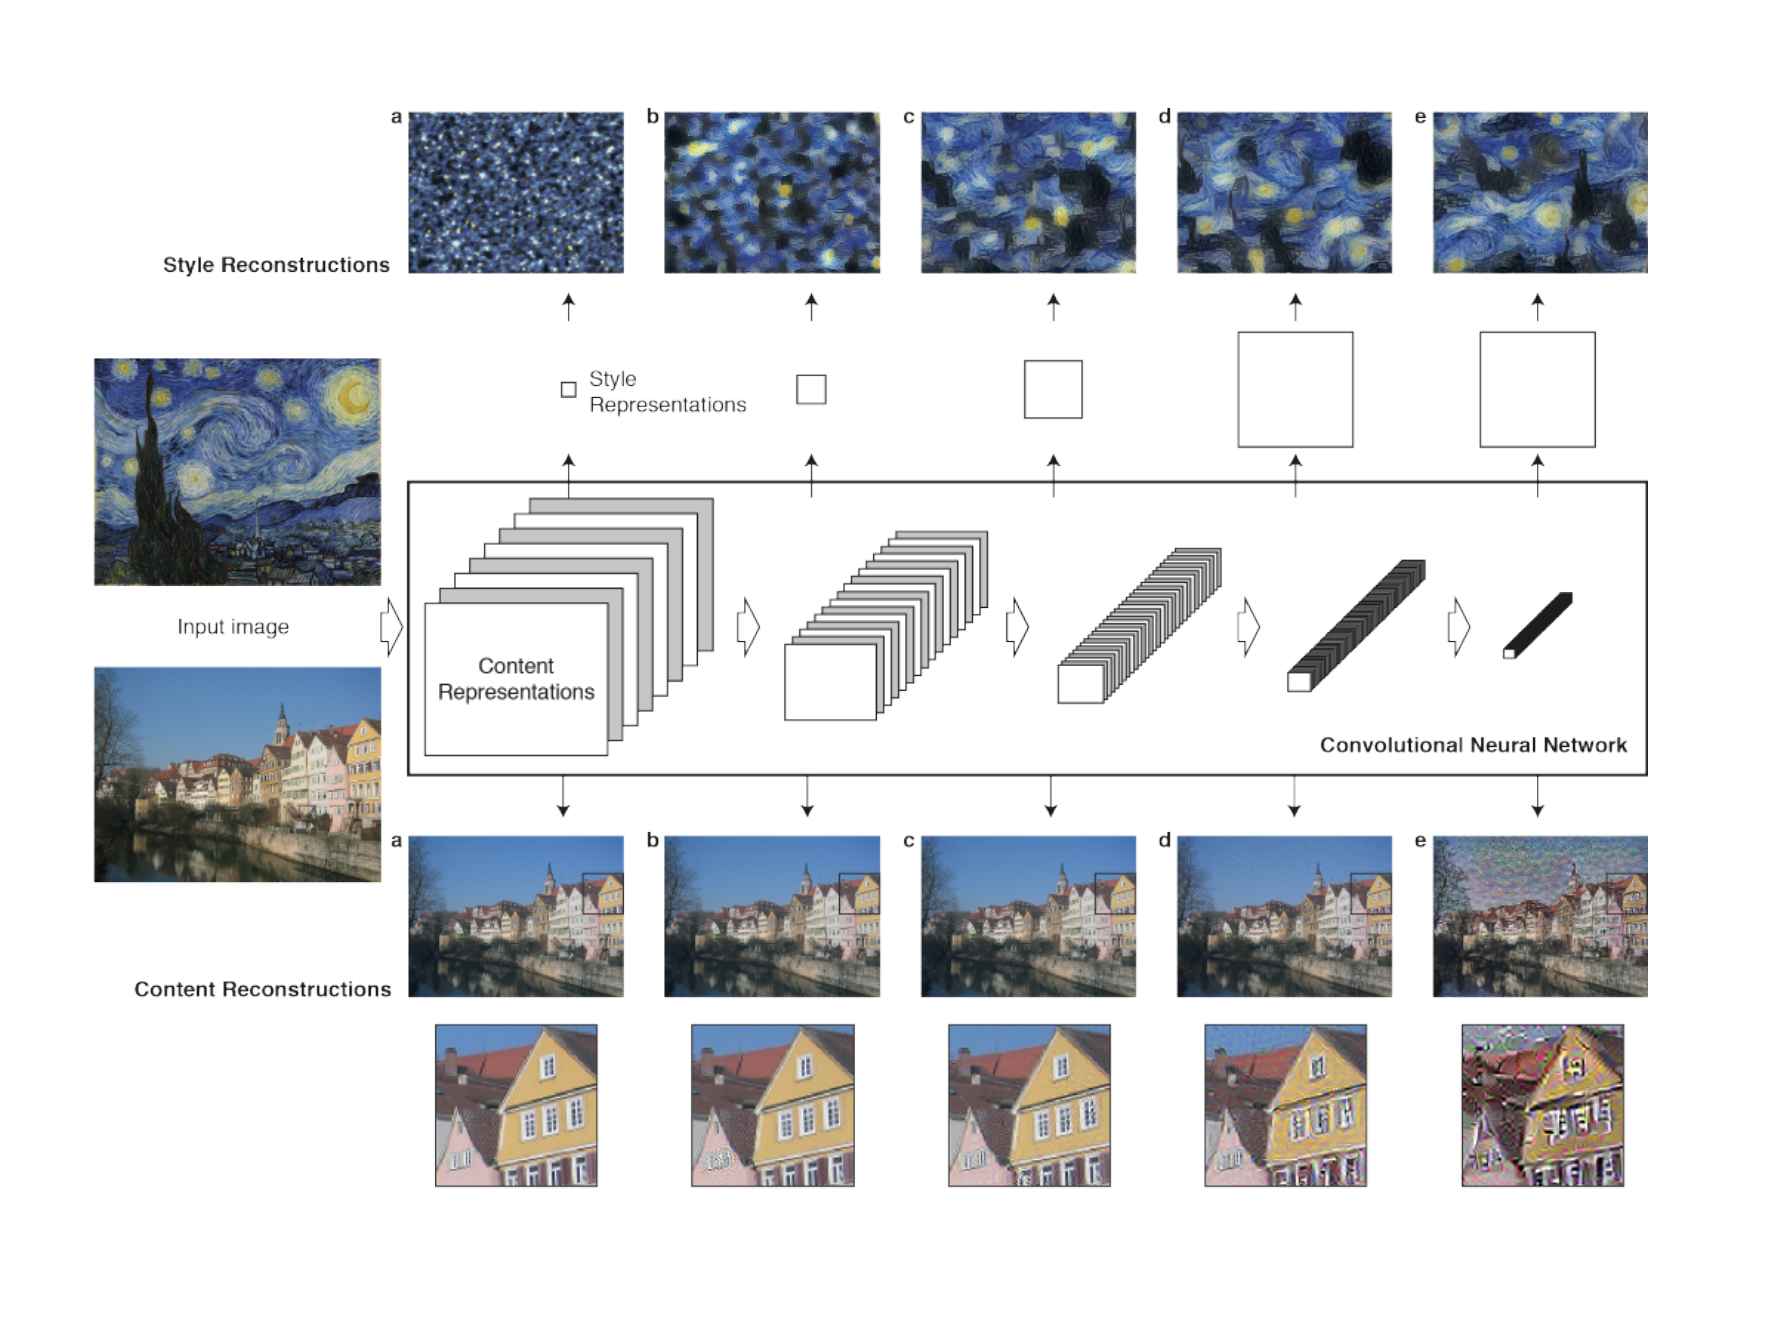 a
b
c
d
e
Style Reconstructions
Style
Representations
Input image
Content
Representations
Convolutional Neural Network
a
b
c
d
e
Content Reconstructions